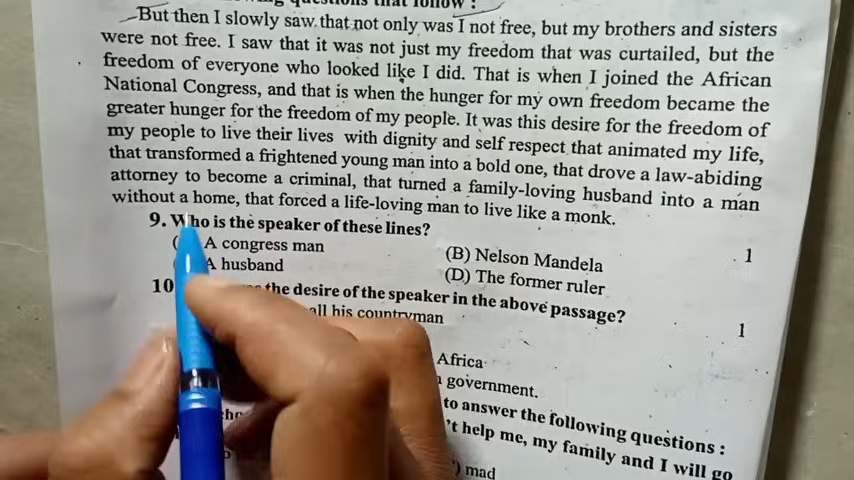 questions that follow :
But then I slowly saw that not only was I not free, but my brothers and sisters
were not free. I saw that it was not just my freedom that was curtailed, but the
freedom of everyone who looked like I did. That is when I joined the African
National Congress, and that is when the hunger for my own freedom became the
greater hunger for the freedom of my people. It was this desire for the freedom of
my people to live their lives with dignity and self respect that animated my life,
that transformed a frightened young man into a bold one, that drove a law-abiding
attorney to become a criminal, that turned a family-loving husband into a man
without a home, that forced a life-loving man to live like a monk.
9. Who is the speaker of these lines? 1
( A congress man (B) Nelson Mandela
A husband (D) The former ruler
10 the desire of the speaker in the above passage? 1
all his countryman
Africa
government.
to answer the following questions :
't help me, my family and I will go
) mad